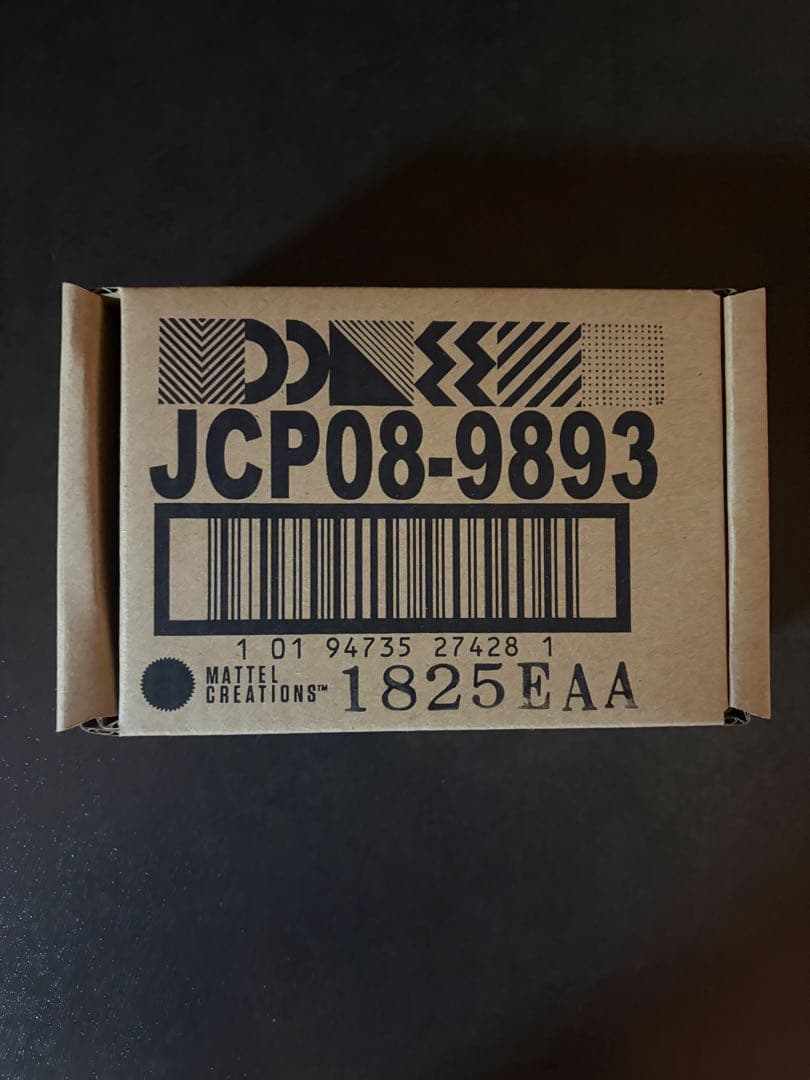 JCP08-9893
1 01 94735 27428 1
MATTEL
CREATIONS™
1825EAA